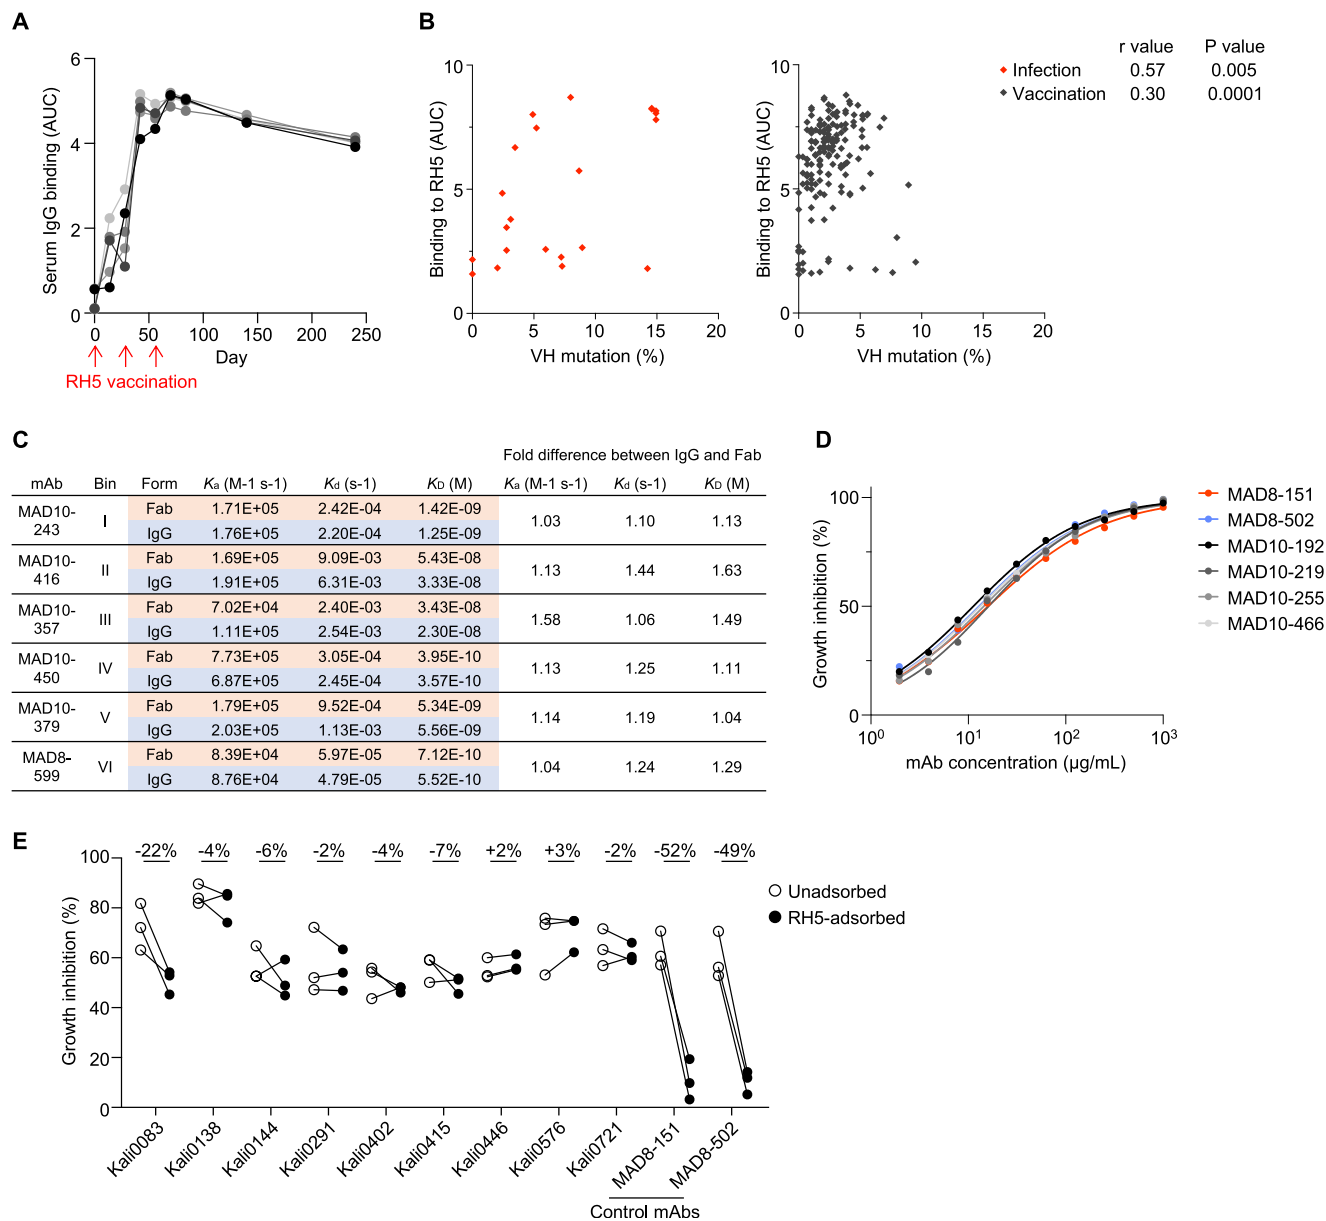 A
Serum IgG binding (AUC)
6
4
2
0
0 50 100 150 200 250
Day
RH5 vaccination
B
Binding to RH5 (AUC)
10
5
0
0 5 10 15 20
VH mutation (%)
Binding to RH5 (AUC)
10
5
0
0 5 10 15 20
VH mutation (%)
r value P value
Infection 0.57 0.005
Vaccination 0.30 0.0001
C
Fold difference between IgG and Fab
mAb Bin Form Ka (M-1 s-1) Kd (s-1) KD (M) Ka (M-1 s-1) Kd (s-1) KD (M)
MAD10-
243
I
Fab 1.71E+05 2.42E-04 1.42E-09
IgG 1.76E+05 2.20E-04 1.25E-09
1.03 1.10 1.13
MAD10-
416
II
Fab 1.69E+05 9.09E-03 5.43E-08
IgG 1.91E+05 6.31E-03 3.33E-08
1.13 1.44 1.63
MAD10-
357
III
Fab 7.02E+04 2.40E-03 3.43E-08
IgG 1.11E+05 2.54E-03 2.30E-08
1.58 1.06 1.49
MAD10-
450
IV
Fab 7.73E+05 3.05E-04 3.95E-10
IgG 6.87E+05 2.45E-04 3.57E-10
1.13 1.25 1.11
MAD10-
379
V
Fab 1.79E+05 9.52E-04 5.34E-09
IgG 2.03E+05 1.13E-03 5.56E-09
1.14 1.19 1.04
MAD8-
599
VI
Fab 8.39E+04 5.97E-05 7.12E-10
IgG 8.76E+04 4.79E-05 5.52E-10
1.04 1.24 1.29
D
Growth inhibition (%)
100
50
0
10⁰ 10¹ 10² 10³
mAb concentration (µg/mL)
MAD8-151
MAD8-502
MAD10-192
MAD10-219
MAD10-255
MAD10-466
E
-22% -4% -6% -2% -4% -7% +2% +3% -2% -52% -49%
Growth inhibition (%)
100
80
60
40
20
0
Unadsorbed
RH5-adsorbed
Kali0083 Kali0138 Kali0144 Kali0291 Kali0402 Kali0415 Kali0446 Kali0576 Kali0721 MAD8-151 MAD8-502
Control mAbs